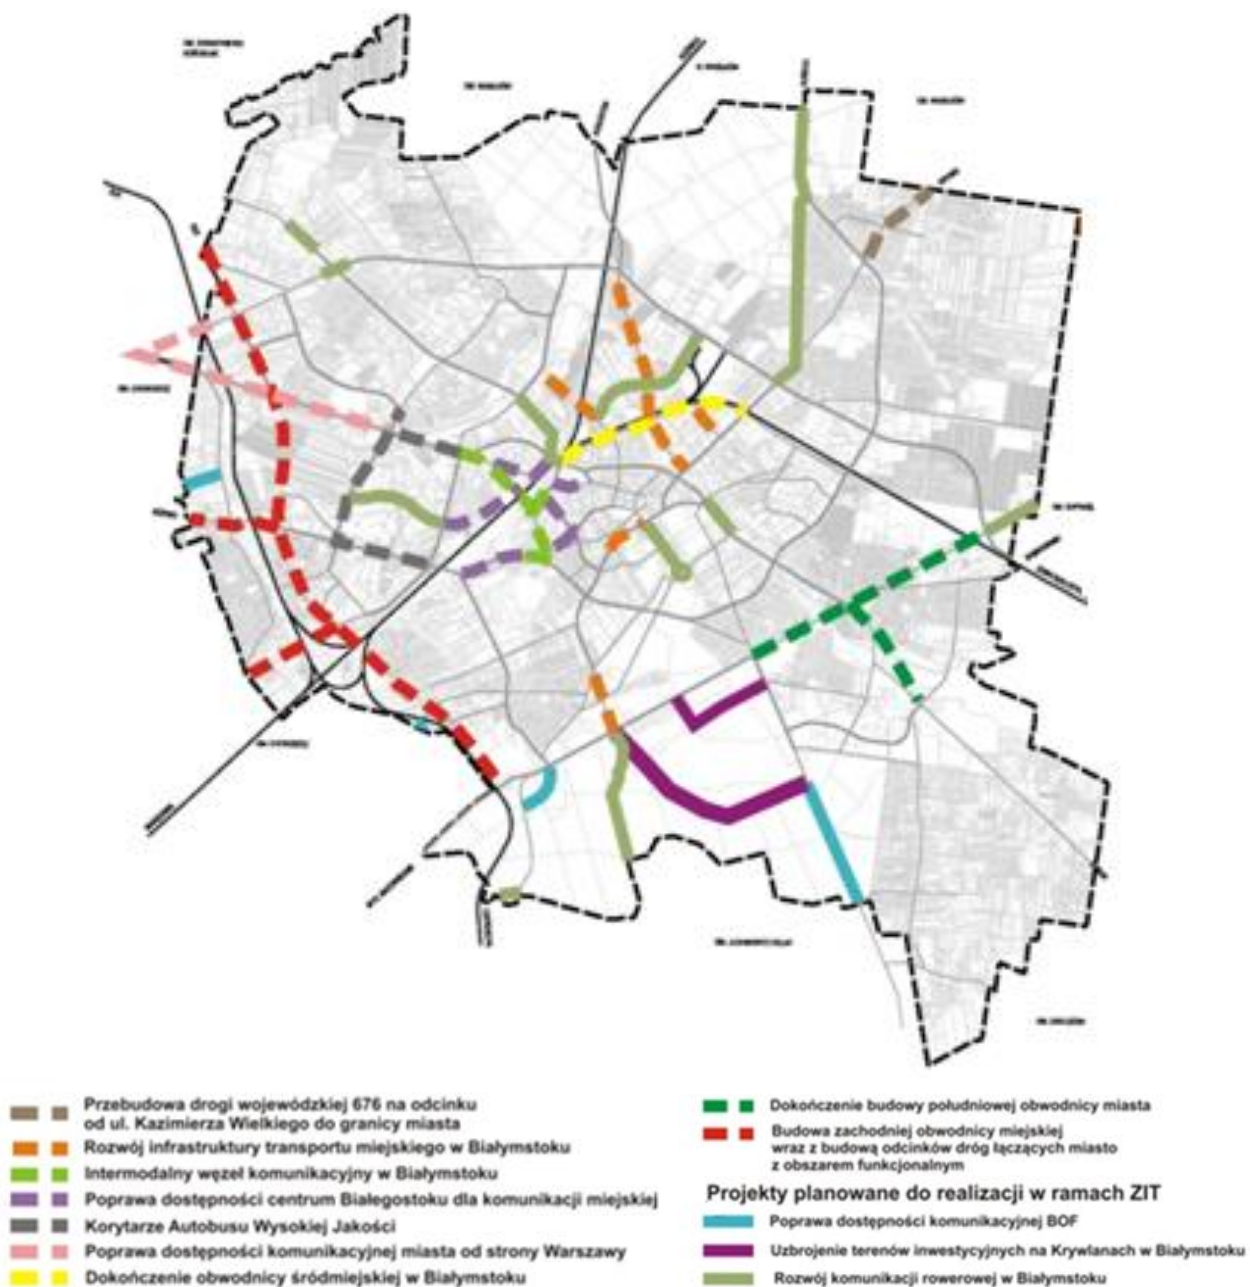 Przebudowa drogi wojewódzkiej 676 na odcinku
od ul. Kazimierza Wielkiego do granicy miasta
Rozwój infrastruktury transportu miejskiego w Białymstoku
Intermodalny węzeł komunikacyjny w Białymstoku
Poprawa dostępności centrum Białegostoku dla komunikacji miejskiej
Korytarze Autobusu Wysokiej Jakości
Poprawa dostępności komunikacyjnej miasta od strony Warszawy
Dokończenie obwodnicy śródmiejskiej w Białymstoku
Dokończenie budowy południowej obwodnicy miasta
Budowa zachodniej obwodnicy miejskiej
wraz z budową odcinków dróg łączących miasto
z obszarem funkcjonalnym
Projekty planowane do realizacji w ramach ZIT
Poprawa dostępności komunikacyjnej BOF
Uzbrojenie terenów inwestycyjnych na Krywlanach w Białymstoku
Rozwój komunikacji rowerowej w Białymstoku